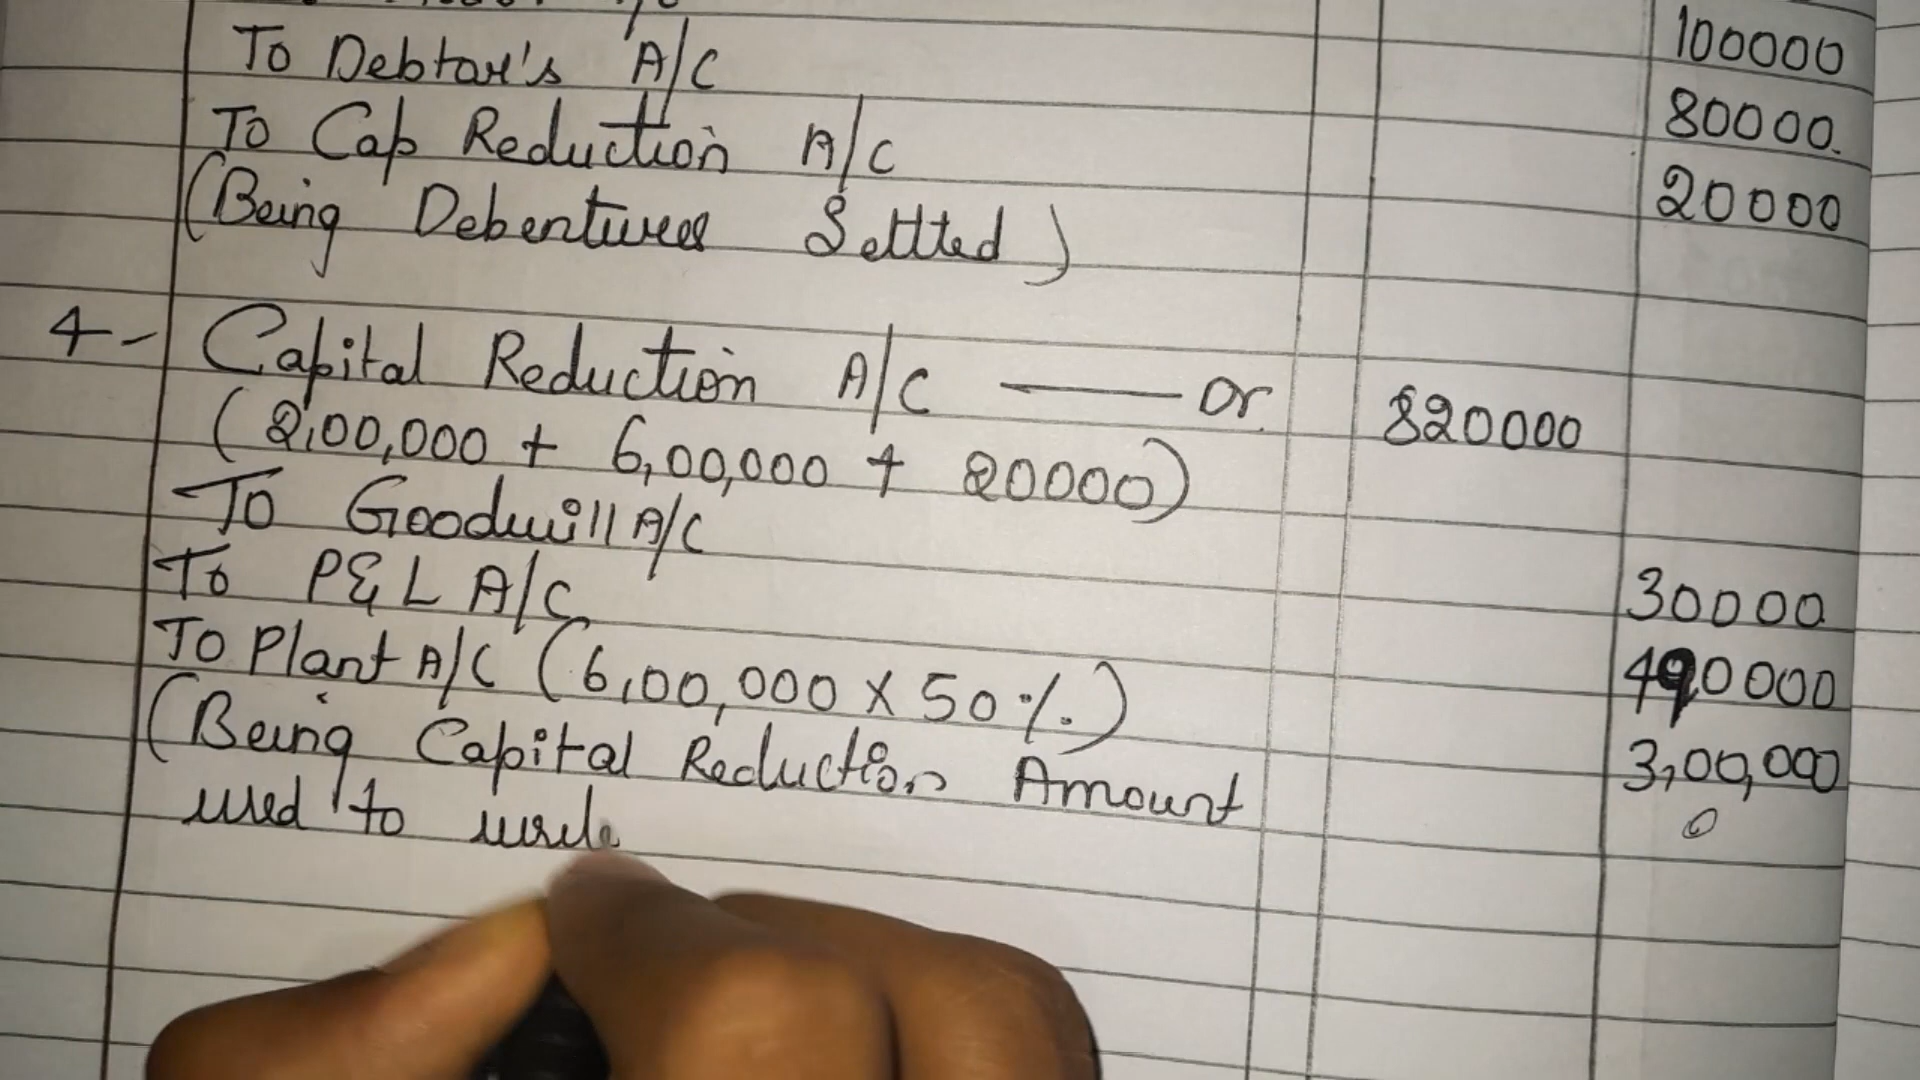 100000
To Debtor's A/C 80000.
To Cap Reduction A/C 20000
(Being Debentures Settled)
4- Capital Reduction A/C — Dr. 820000
(2,00,000 + 6,00,000 + 20000)
To Goodwill A/C 30000
To P&L A/C 490000
To Plant A/C (6,00,000 x 50%.) 3,00,000
(Being Capital Reduction Amount 0
used to